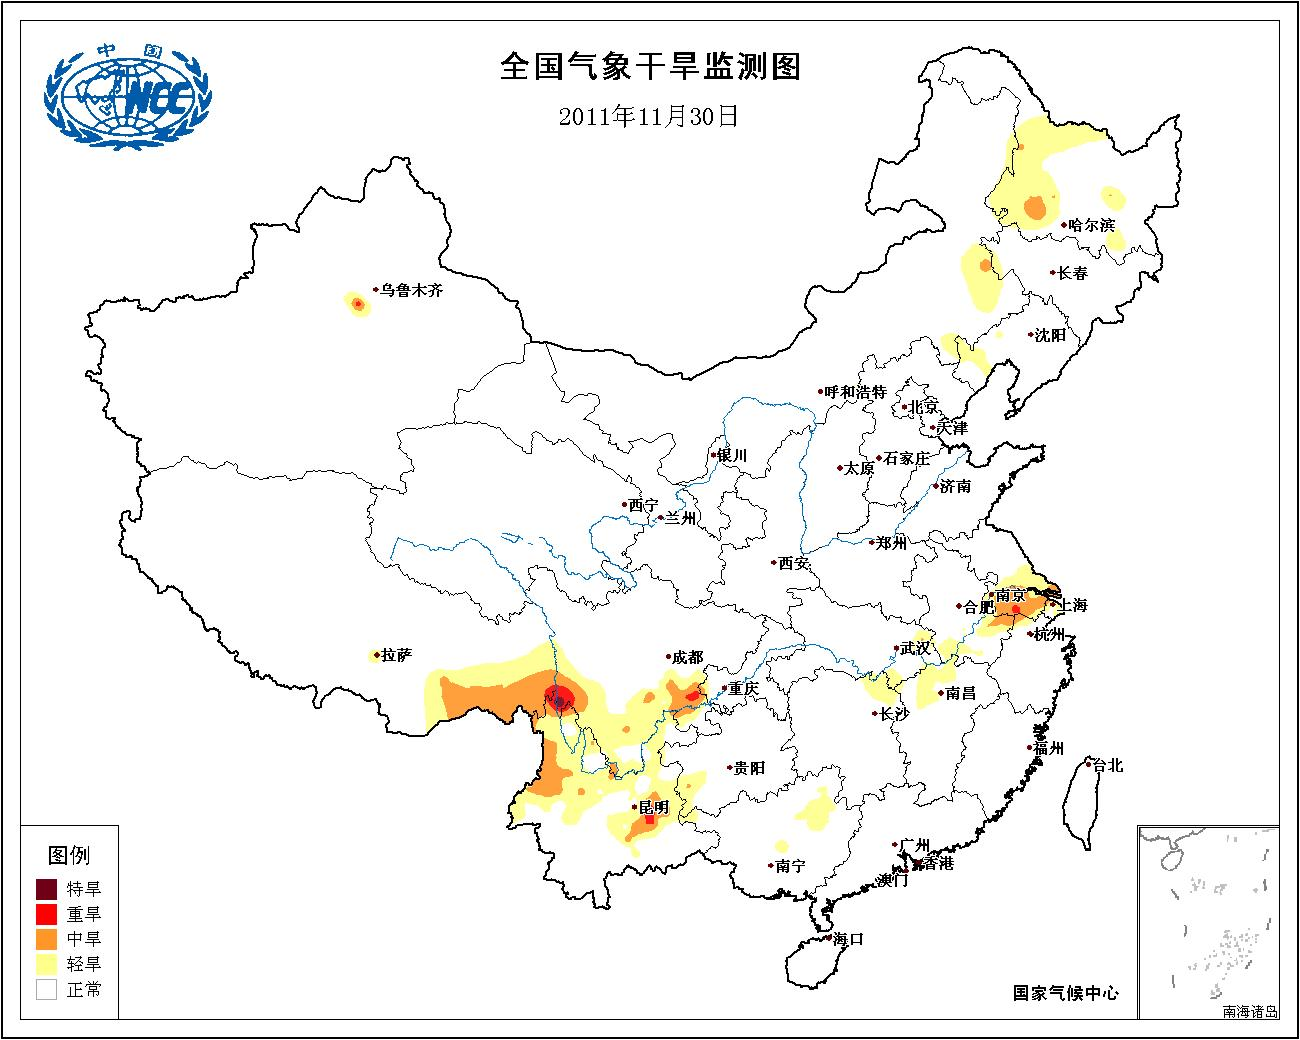 中 国
NCC
全国气象干旱监测图
2011年11月30日
哈尔滨
长春
乌鲁木齐
沈阳
呼和浩特
北京
天津
银川
太原
石家庄
济南
西宁
兰州
郑州
西安
南京
合肥
上海
杭州
武汉
拉萨
成都
重庆
南昌
长沙
福州
贵阳
台北
昆明
广州
香港
南宁
澳门
海口
图例
特旱
重旱
中旱
轻旱
正常
国家气候中心
南海诸岛